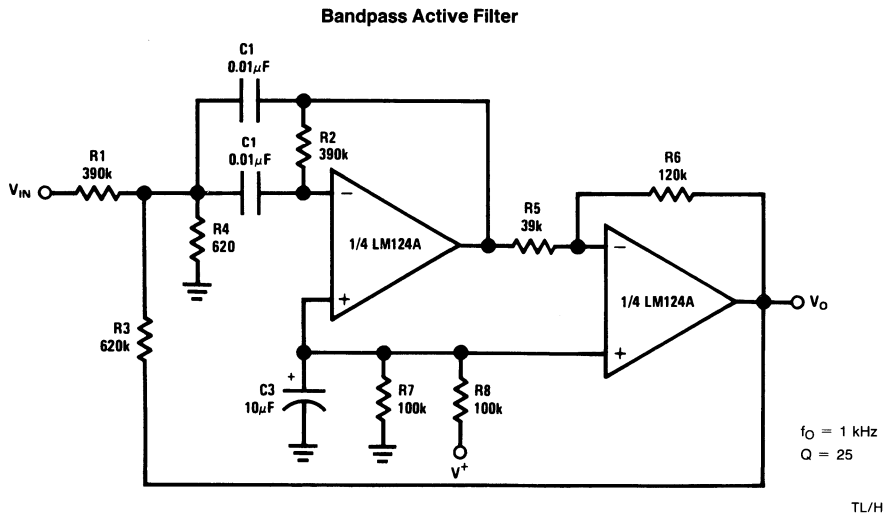 Bandpass Active Filter
C1
0.01μF
C1
0.01μF
R2
390k
R1
390k
R6
120k
VIN
R4
620
R5
39k
−
1/4 LM124A
+
−
1/4 LM124A
+
VO
R3
620k
+
C3
10μF
R7
100k
R8
100k
V+
fO = 1 kHz
Q = 25
TL/H